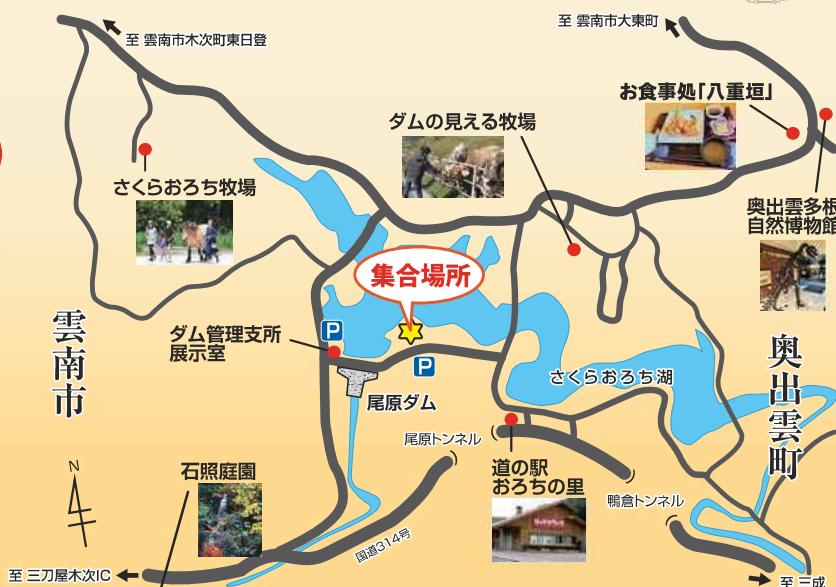 至 雲南市木次町東日登
至 雲南市大東町
お食事処「八重垣」
ダムの見える牧場
さくらおろち牧場
奥出雲多根
自然博物館
集合場所
雲南市
ダム管理支所
展示室
P
P
尾原ダム
さくらおろち湖
奥出雲町
尾原トンネル
道の駅
おろちの里
鴨倉トンネル
石照庭園
N
国道314号
至 三刀屋木次IC
至 三成